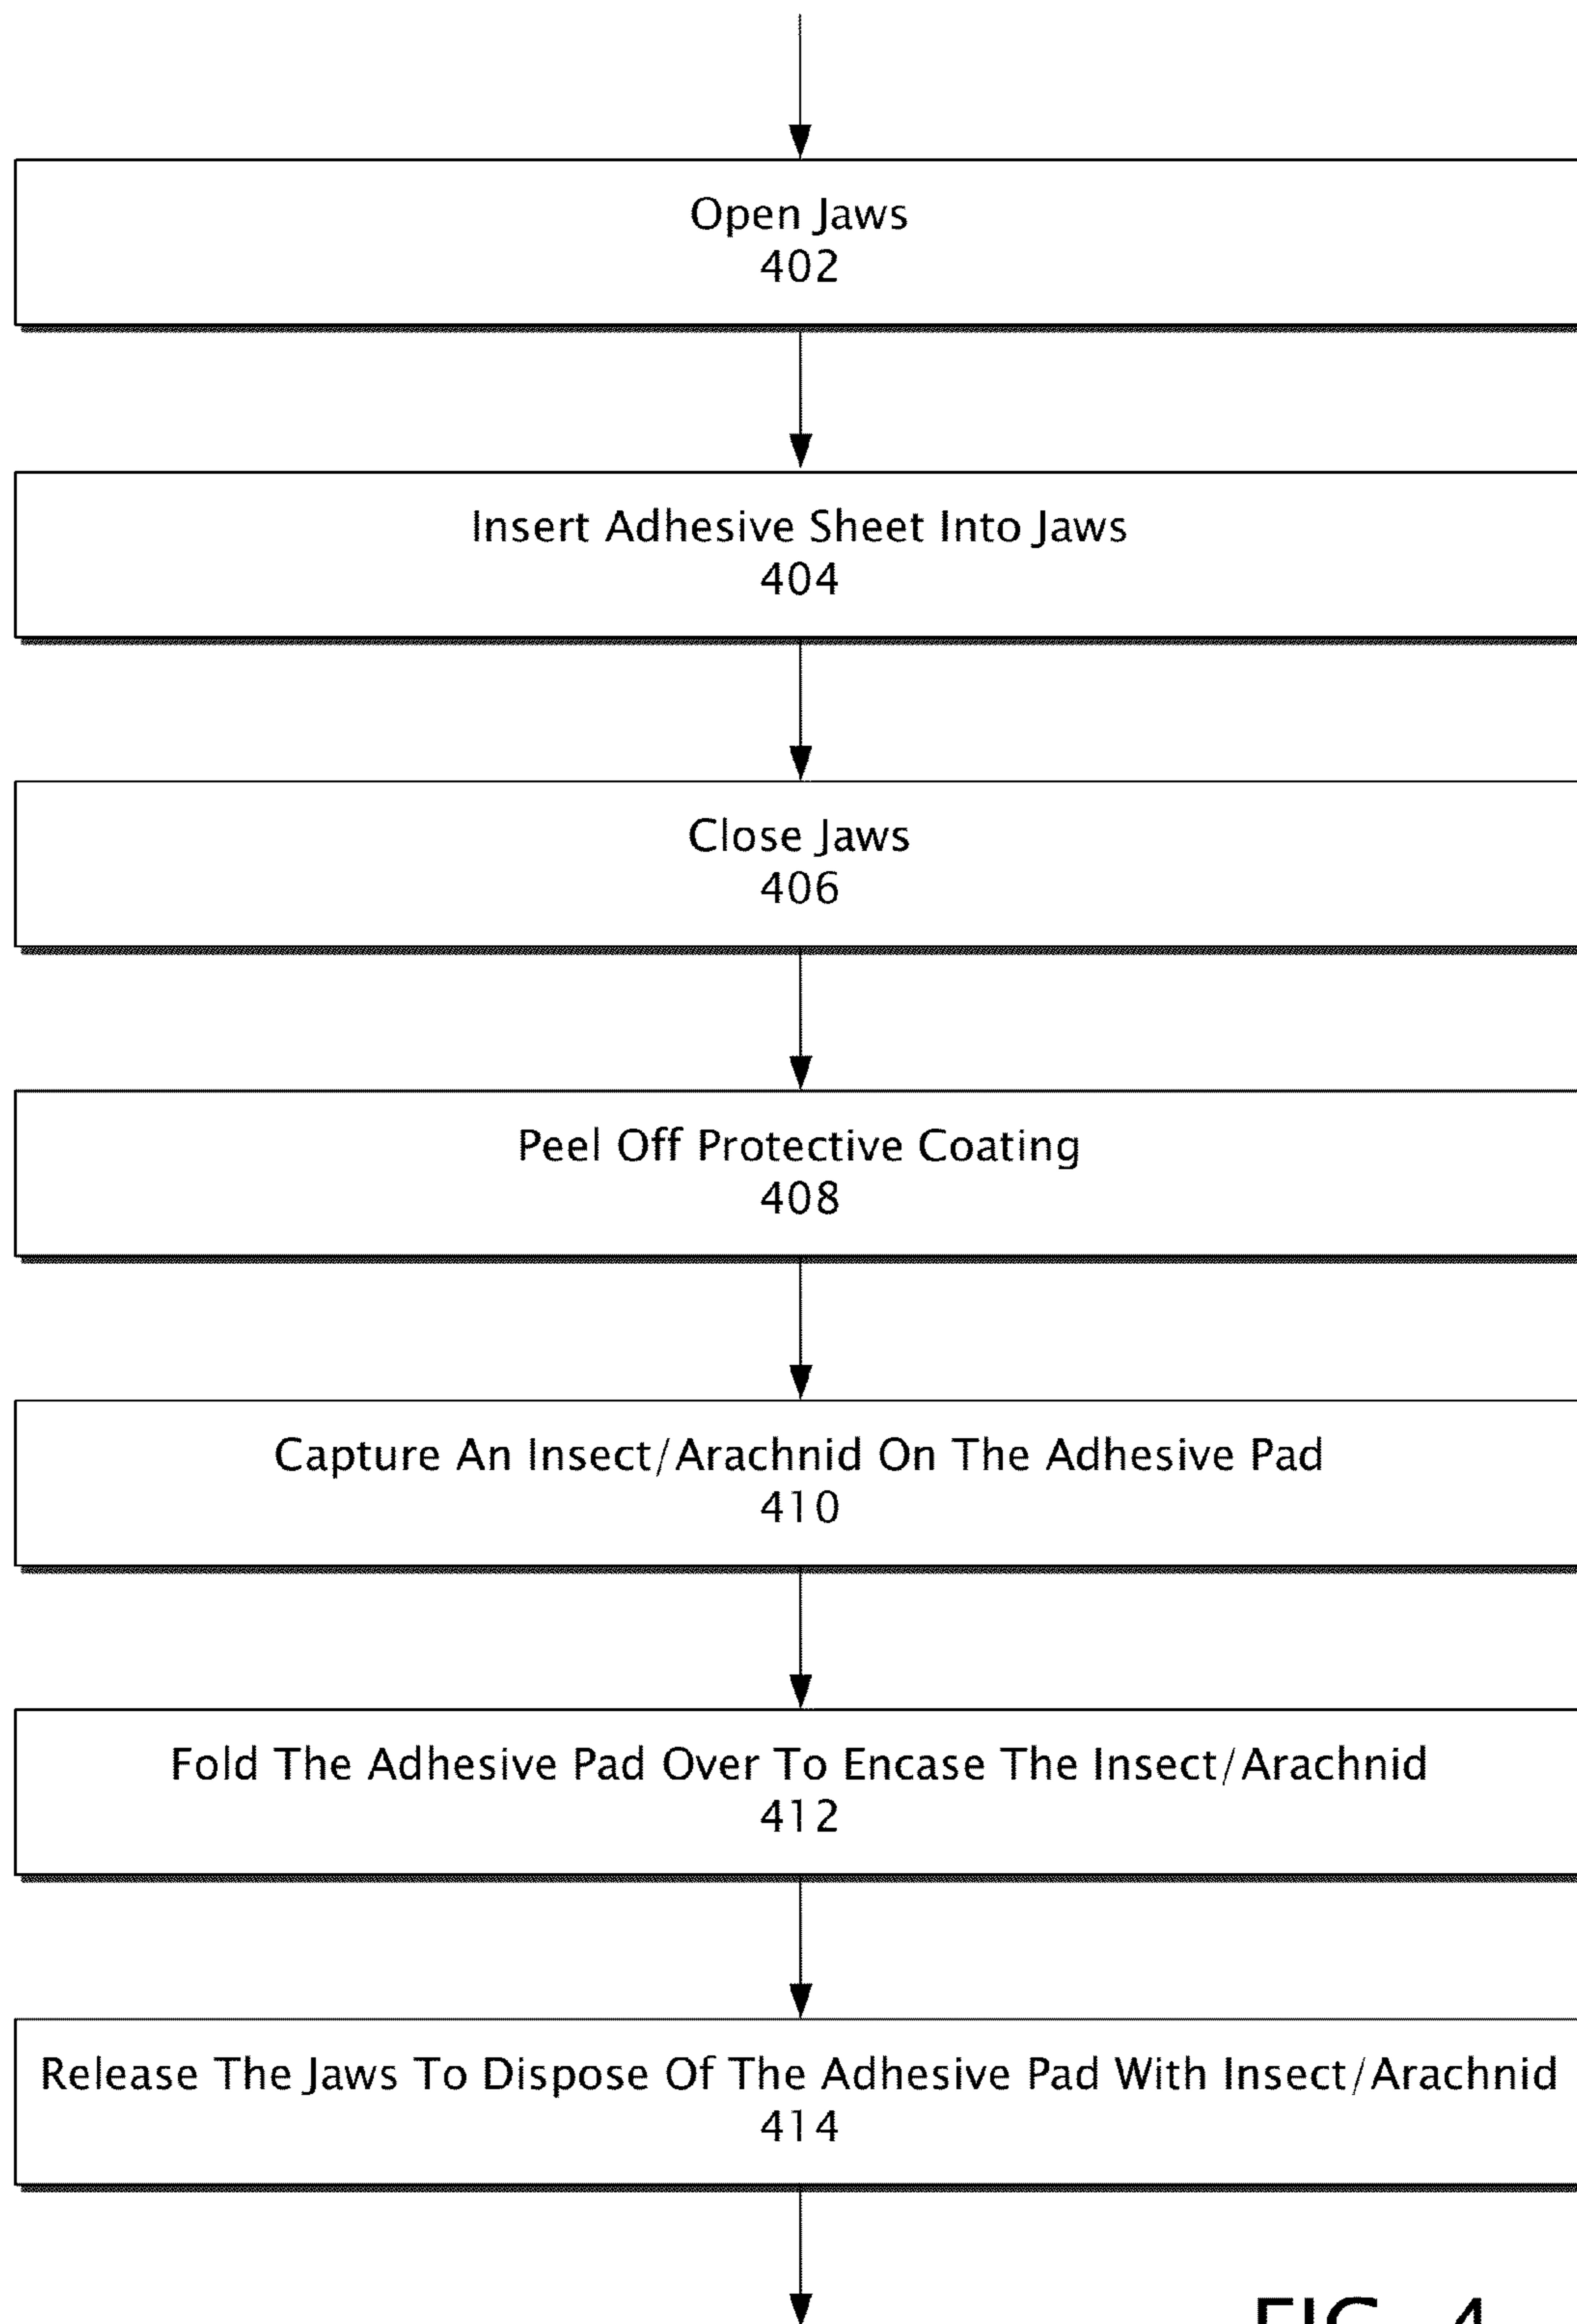 Open Jaws
402
Insert Adhesive Sheet Into Jaws
404
Close Jaws
406
Peel Off Protective Coating
408
Capture An Insect/Arachnid On The Adhesive Pad
410
Fold The Adhesive Pad Over To Encase The Insect/Arachnid
412
Release The Jaws To Dispose Of The Adhesive Pad With Insect/Arachnid
414
FIG. 4